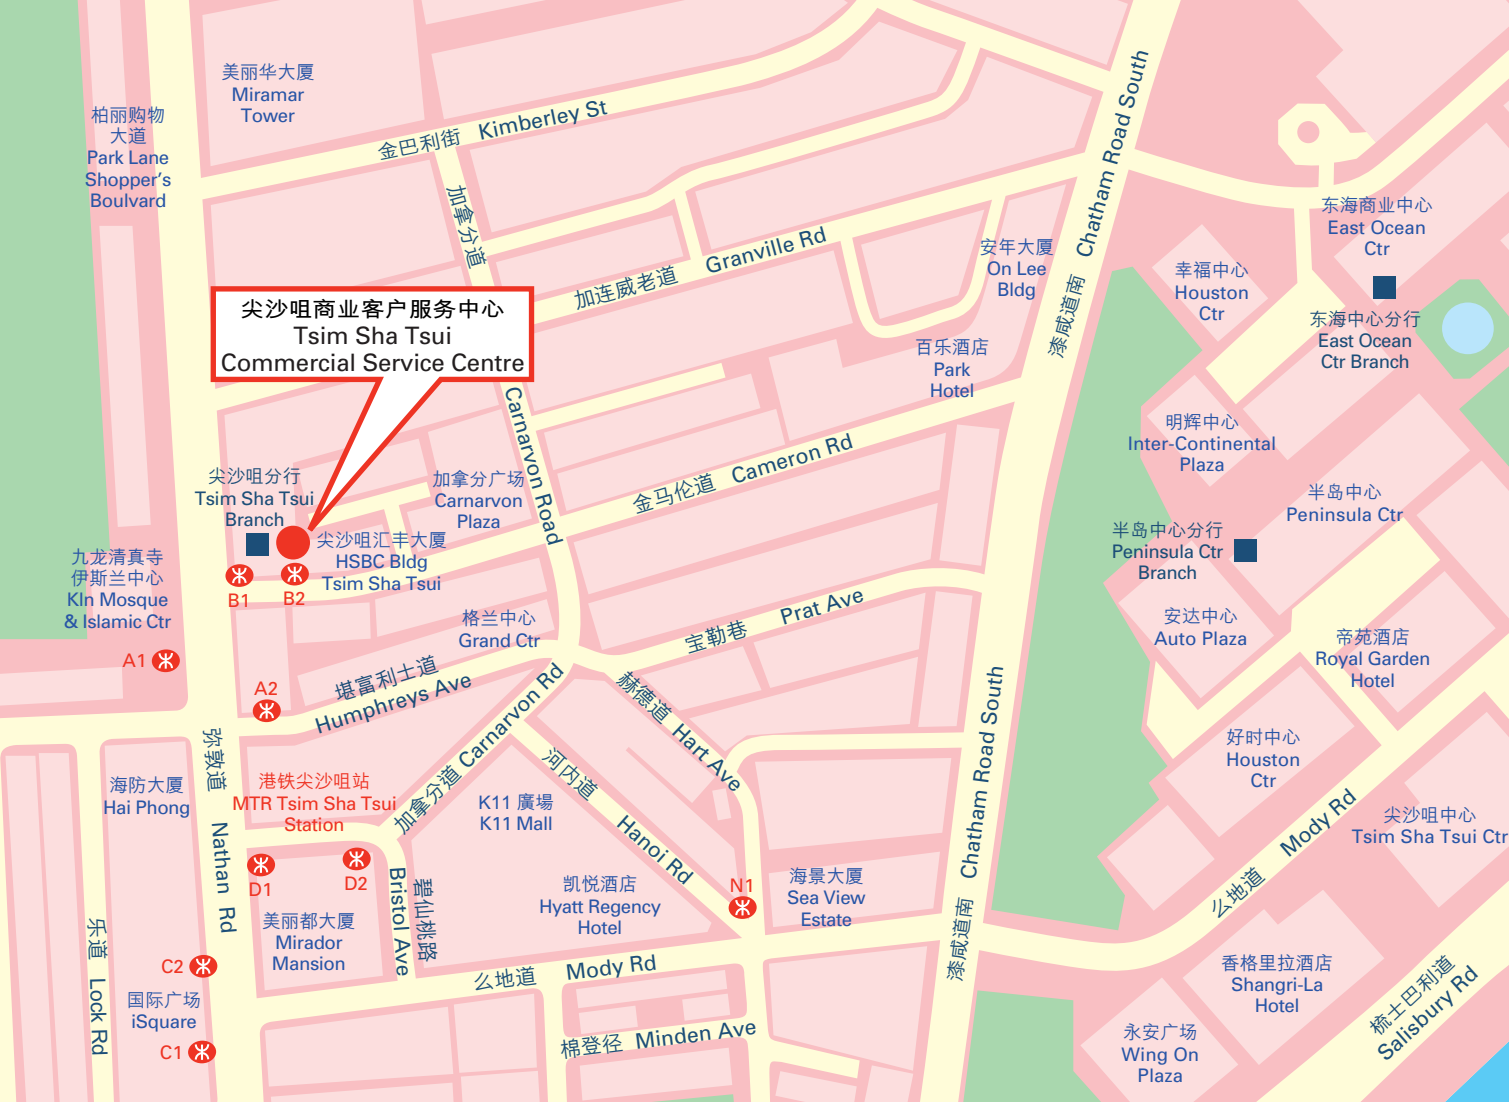 美丽华大厦
Miramar
Tower
柏丽购物
大道
Park Lane
Shopper's
Boulvard
金巴利街 Kimberley St
加拿分道
加连威老道 Granville Rd
安年大厦
On Lee
Bldg
漆咸道南 Chatham Road South
东海商业中心
East Ocean
Ctr
幸福中心
Houston
Ctr
东海中心分行
East Ocean
Ctr Branch
尖沙咀商业客户服务中心
Tsim Sha Tsui
Commercial Service Centre
百乐酒店
Park
Hotel
Carnarvon Road
明辉中心
Inter-Continental
Plaza
金马伦道 Cameron Rd
尖沙咀分行
Tsim Sha Tsui
Branch
加拿分广场
Carnarvon
Plaza
半岛中心
Peninsula Ctr
半岛中心分行
Peninsula Ctr
Branch
尖沙咀汇丰大厦
HSBC Bldg
Tsim Sha Tsui
九龙清真寺
伊斯兰中心
Kln Mosque
& Islamic Ctr
B1
B2
格兰中心
Grand Ctr
宝勒巷 Prat Ave
安达中心
Auto Plaza
帝苑酒店
Royal Garden
Hotel
A1
A2
堪富利士道
Humphreys Ave
加拿分道 Carnarvon Rd
赫德道 Hart Ave
弥敦道 Nathan Rd
海防大厦
Hai Phong
港铁尖沙咀站
MTR Tsim Sha Tsui
Station
河内道 Hanoi Rd
K11 廣場
K11 Mall
好时中心
Houston
Ctr
么地道 Mody Rd
尖沙咀中心
Tsim Sha Tsui Ctr
D1
D2
碧仙桃路
Bristol Ave
凯悦酒店
Hyatt Regency
Hotel
N1
海景大厦
Sea View
Estate
漆咸道南 Chatham Road South
美丽都大厦
Mirador
Mansion
乐道 Lock Rd
C2
国际广场
iSquare
C1
么地道 Mody Rd
棉登径 Minden Ave
香格里拉酒店
Shangri-La
Hotel
永安广场
Wing On
Plaza
梳士巴利道
Salisbury Rd